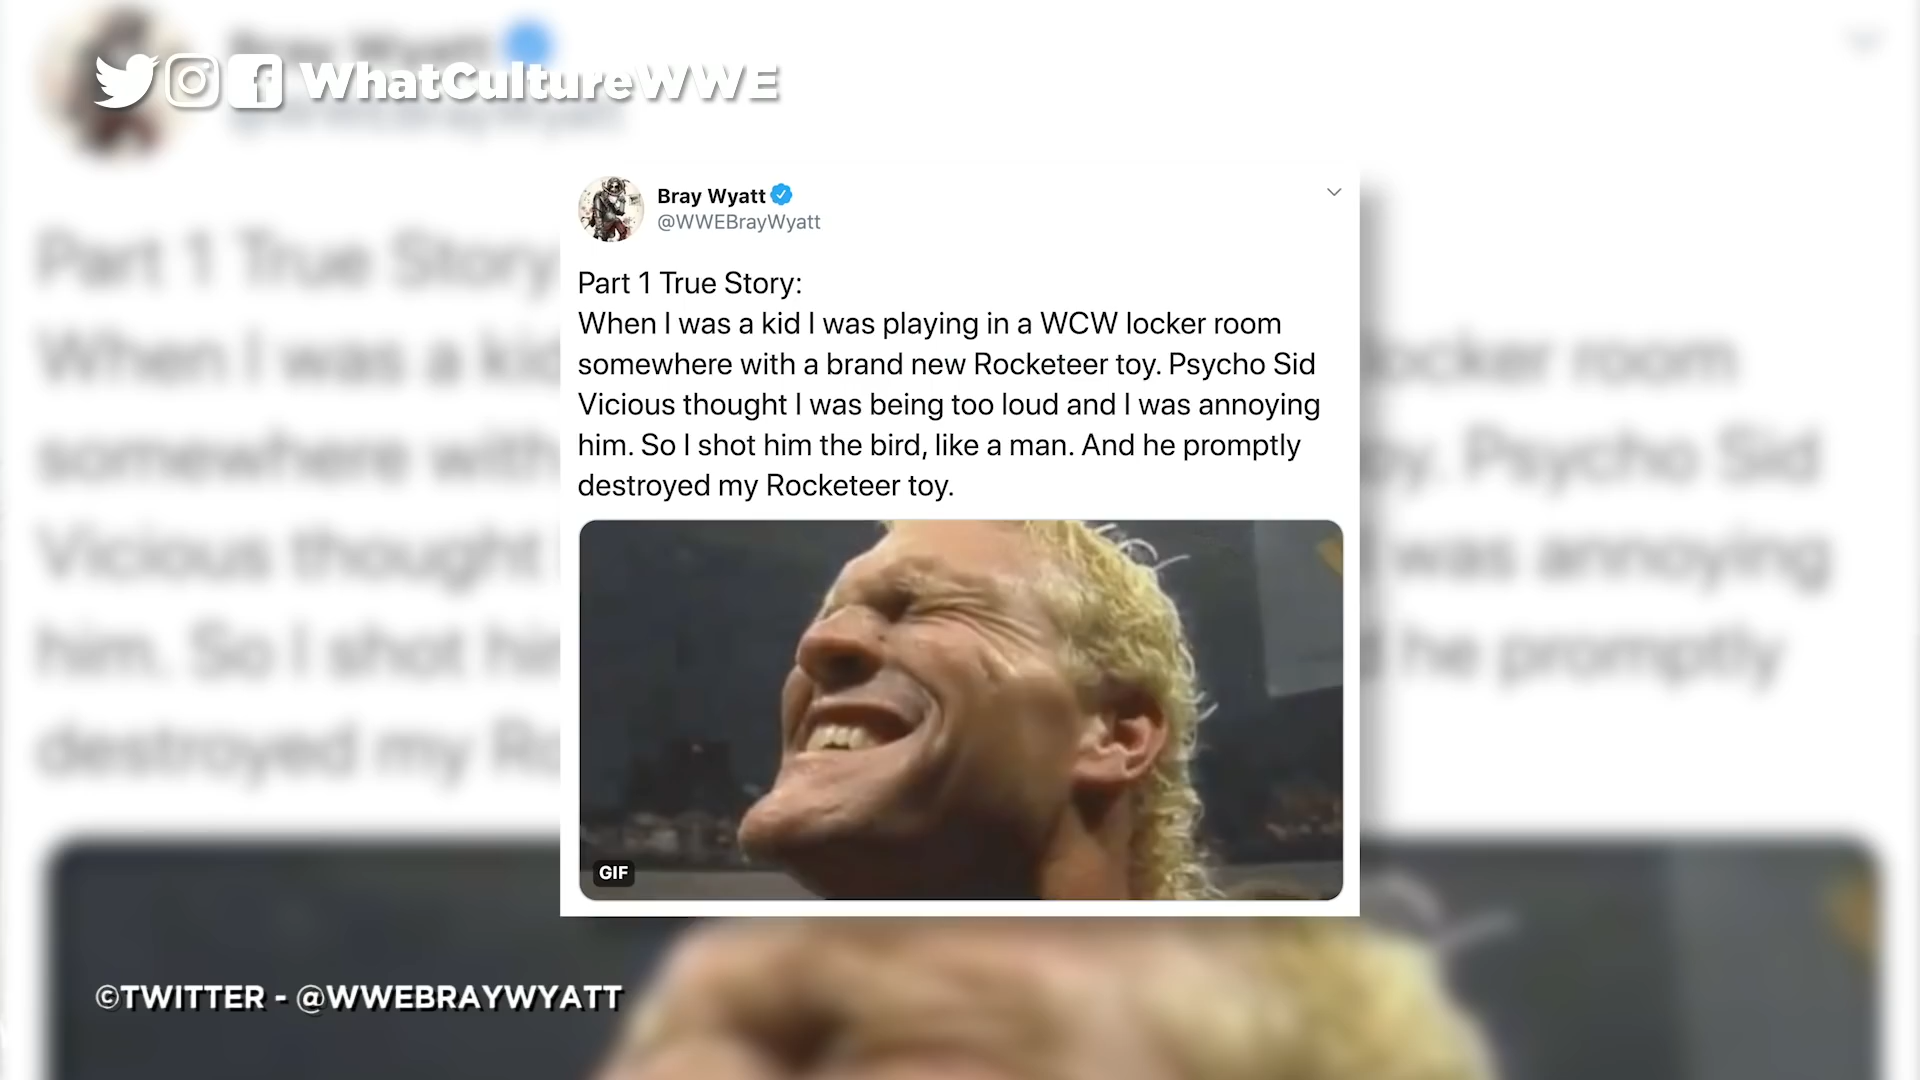 WhatCultureWWE
Bray Wyatt
@WWEBrayWyatt
Part 1 True Story:
When I was a kid I was playing in a WCW locker room
somewhere with a brand new Rocketeer toy. Psycho Sid
Vicious thought I was being too loud and I was annoying
him. So I shot him the bird, like a man. And he promptly
destroyed my Rocketeer toy.
GIF
©TWITTER - @WWEBRAYWYATT